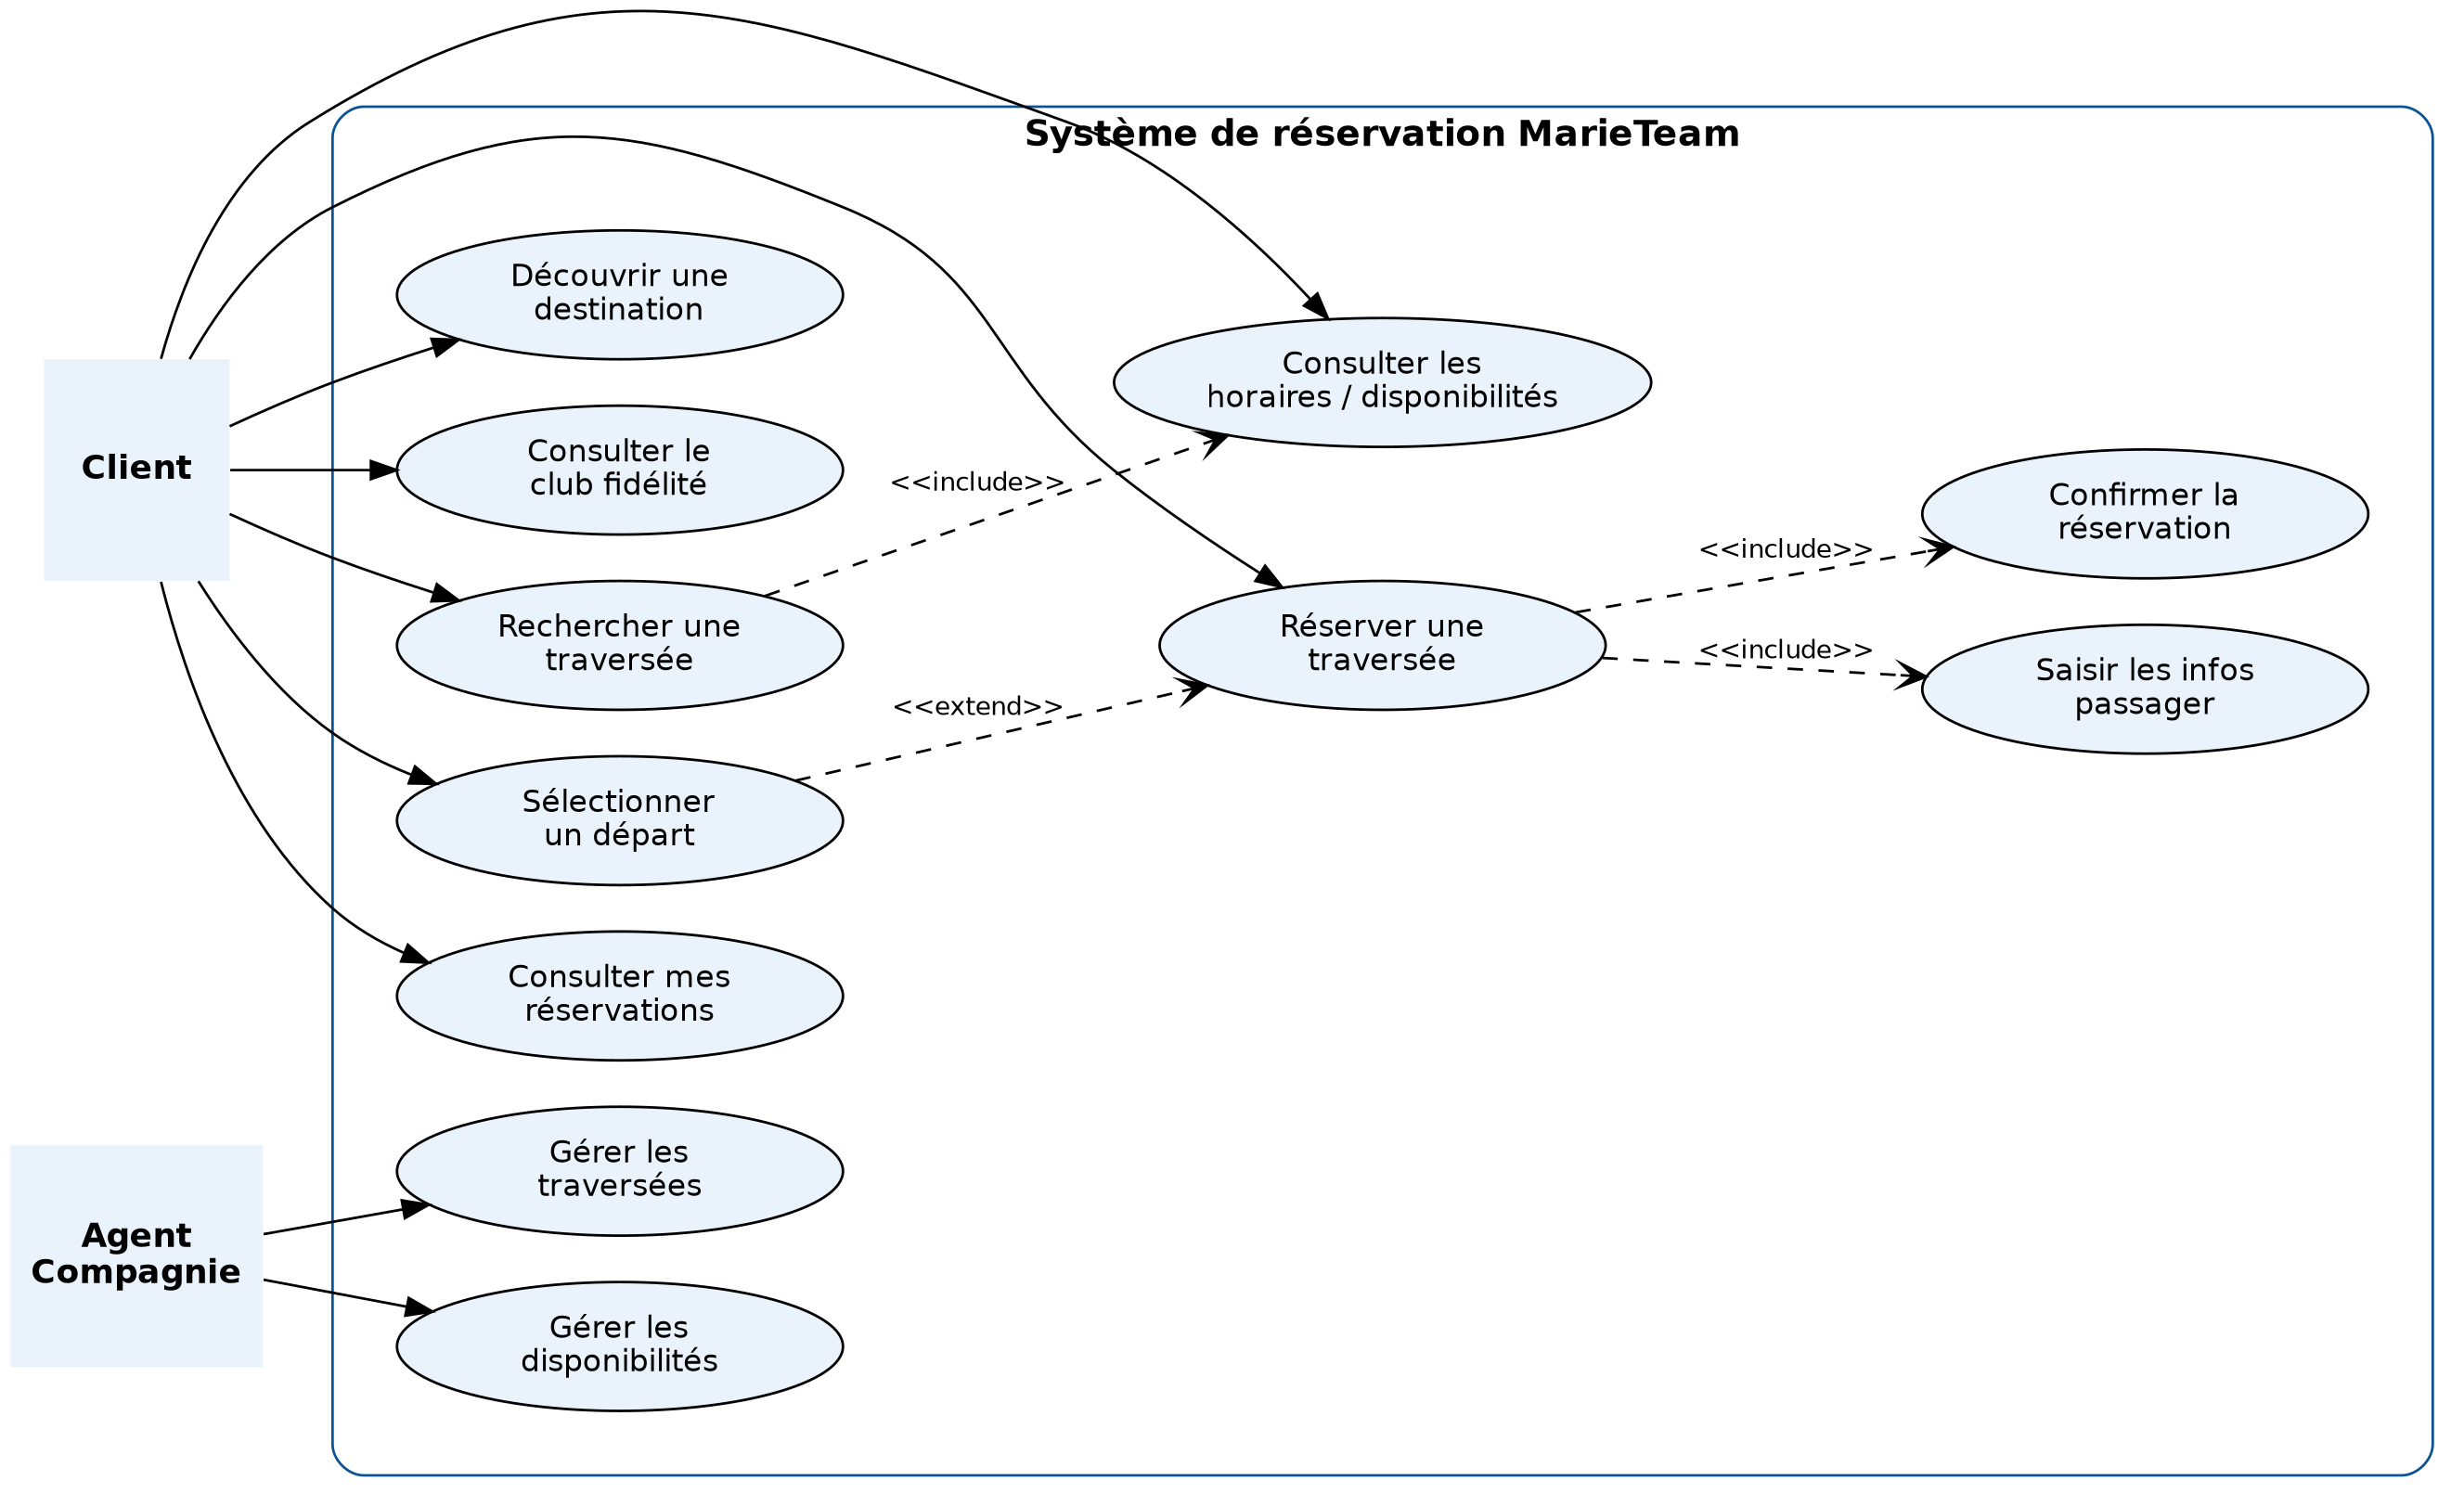 Système de réservation MarieTeam
Découvrir une
destination
Consulter les
horaires / disponibilités
Client
Consulter le
club fidélité
<<include>>
Confirmer la
réservation
<<include>>
Rechercher une
traversée
Réserver une
traversée
<<include>>
Saisir les infos
passager
<<extend>>
Sélectionner
un départ
Consulter mes
réservations
Gérer les
traversées
Agent
Compagnie
Gérer les
disponibilités